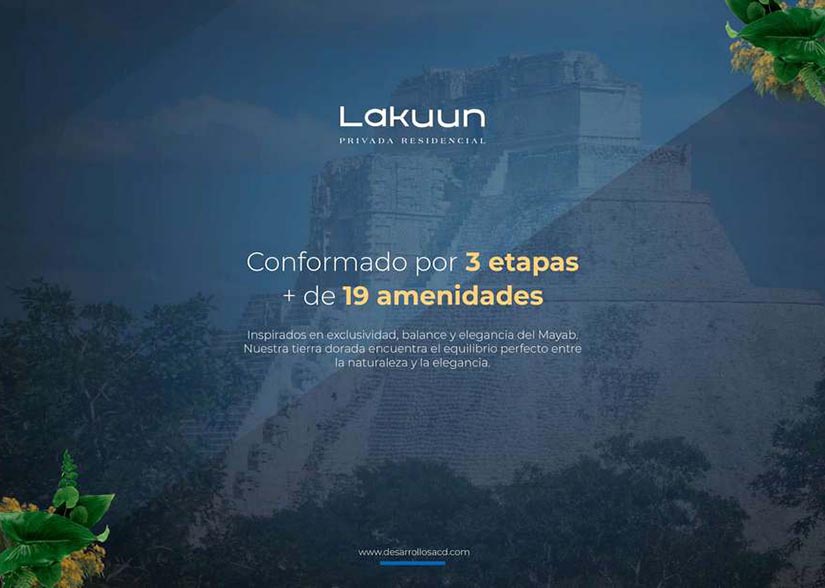 Lakuun
PRIVADA RESIDENCIAL
Conformado por 3 etapas
+ de 19 amenidades
Inspirados en exclusividad, balance y elegancia del Mayab.
Nuestra tierra dorada encuentra el equilibrio perfecto entre
la naturaleza y la elegancia.
www.desarrollosacd.com